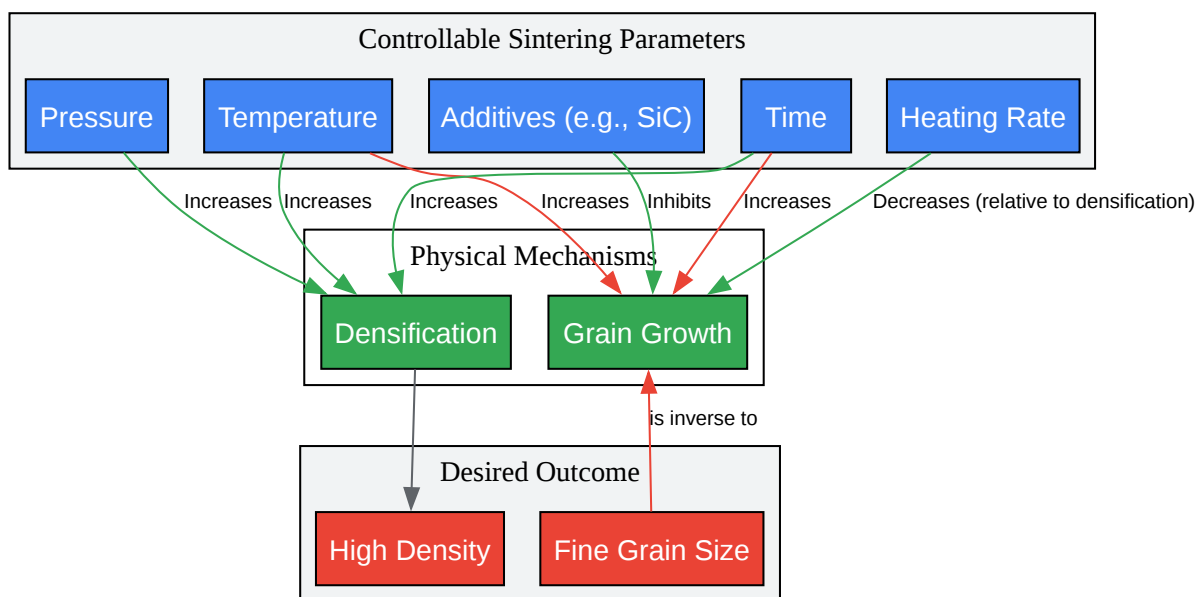 Controllable Sintering Parameters
Pressure
Temperature
Additives (e.g., SiC)
Time
Heating Rate
Increases
Increases
Increases
Increases
Inhibits
Increases
Decreases (relative to densification)
Physical Mechanisms
Densification
Grain Growth
is inverse to
Desired Outcome
High Density
Fine Grain Size